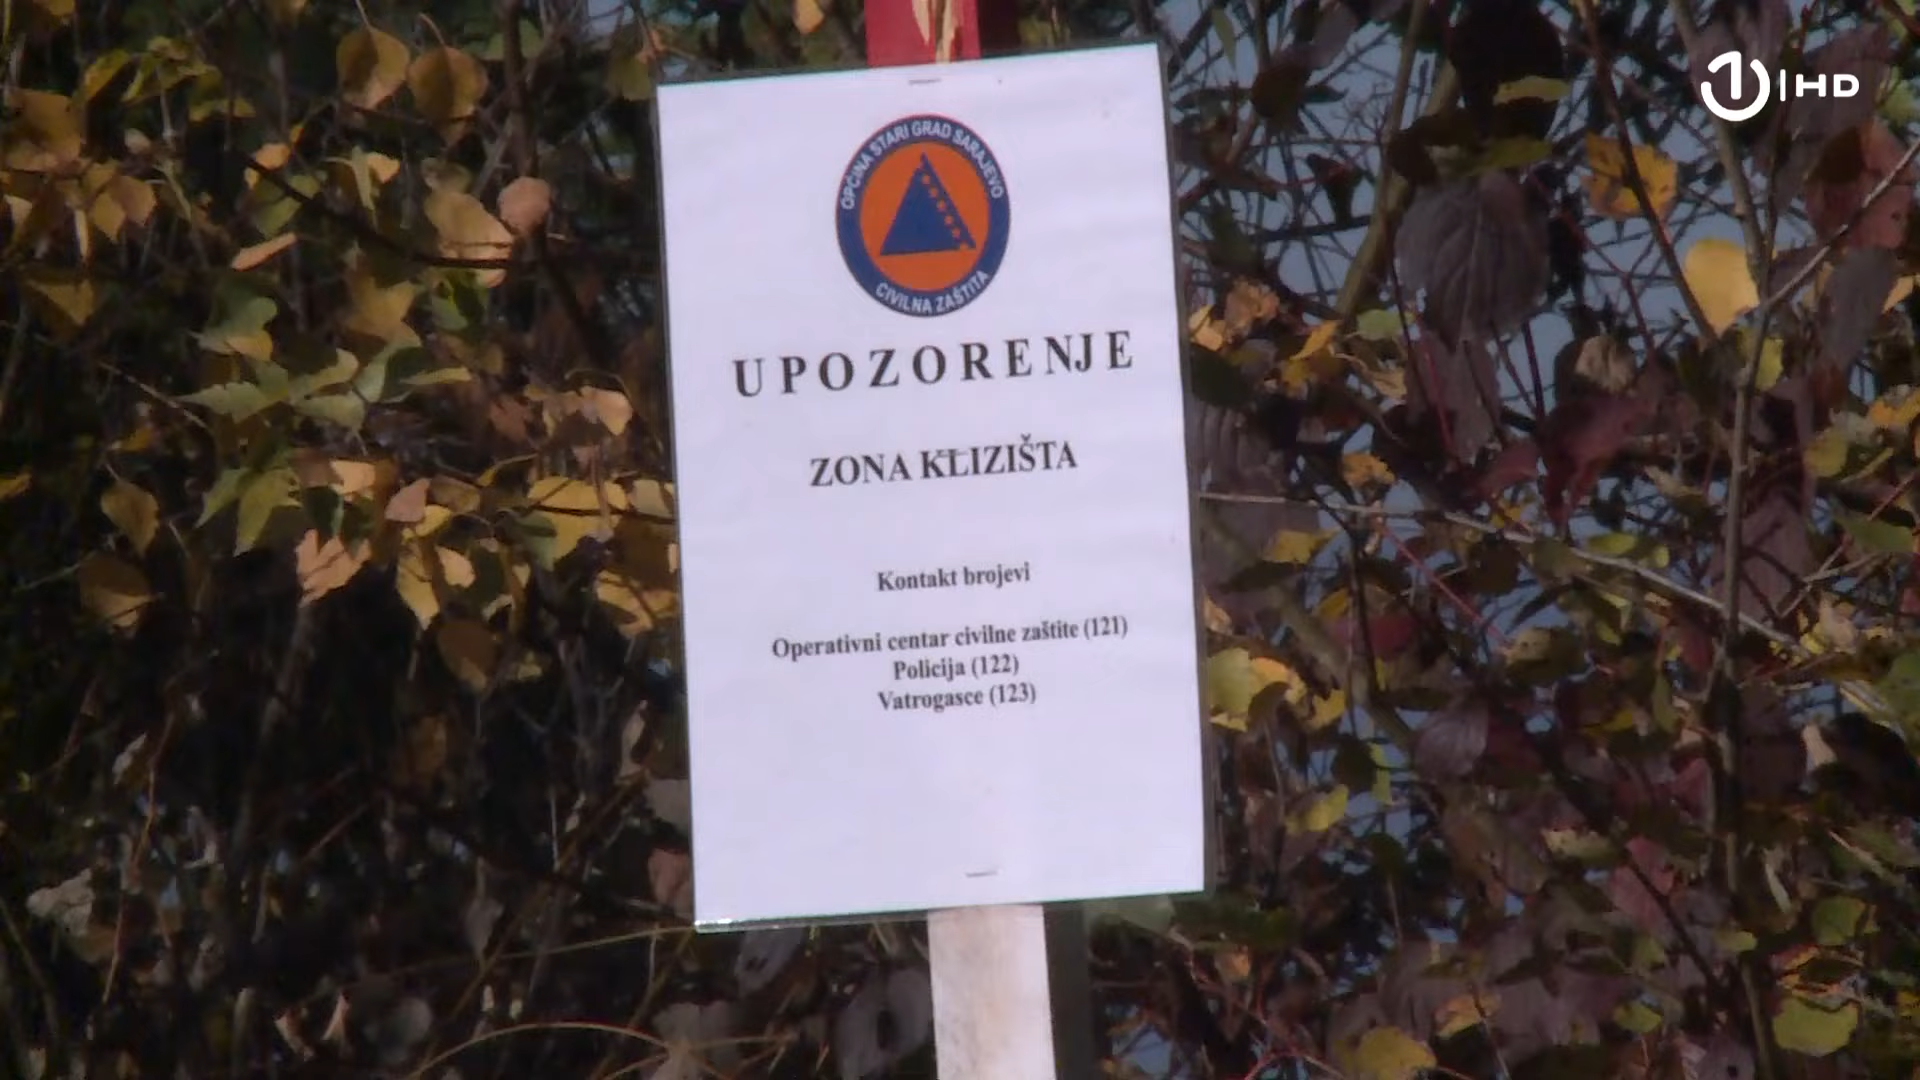 1 | HD
OPĆINA STARI GRAD SARAJEVO
CIVILNA ZAŠTITA
UPOZORENJE
ZONA KLIZIŠTA
Kontakt brojevi
Operativni centar civilne zaštite (121)
Policija (122)
Vatrogasce (123)